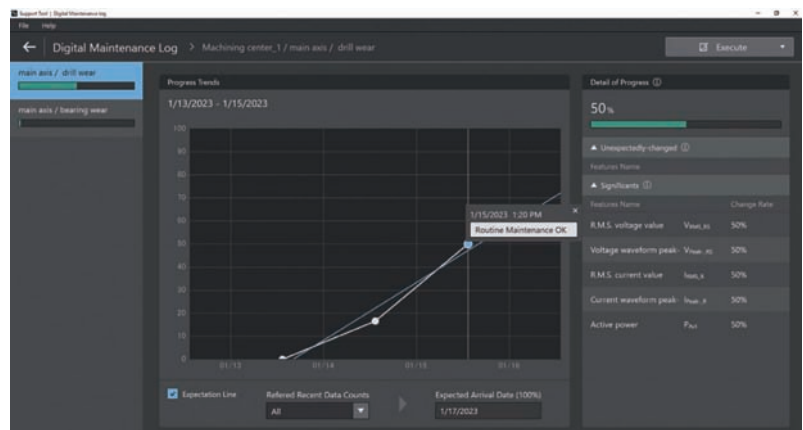 Support Tool | Digital Maintenance log
File Help
← Digital Maintenance Log > Machining center_1 / main axis / drill wear
Execute
main axis / drill wear
main axis / bearing wear
Progress Trends
1/13/2023 - 1/15/2023
100
90
80
70
60
50
40
30
20
10
0
01/13 01/14 01/15 01/16
1/15/2023 1:20 PM ×
Routine Maintenance OK
Expectation Line
Refered Recent Data Counts
All
Expected Arrival Date (100%)
1/17/2023
Detail of Progress
50%
Unexpectedly-changed
Features Name
Significants
Features Name Change Rate
R.M.S. voltage value 50%
Voltage waveform peak- 50%
R.M.S. current value 50%
Current waveform peak- 50%
Active power 50%